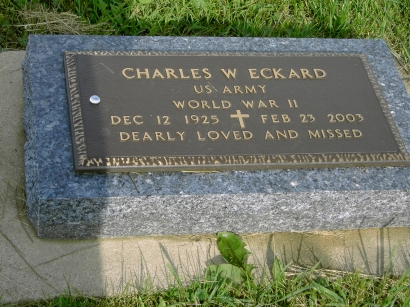 CHARLES W ECKARD
US ARMY
WORLD WAR II
DEC 12 1925 FEB 23 2003
DEARLY LOVED AND MISSED